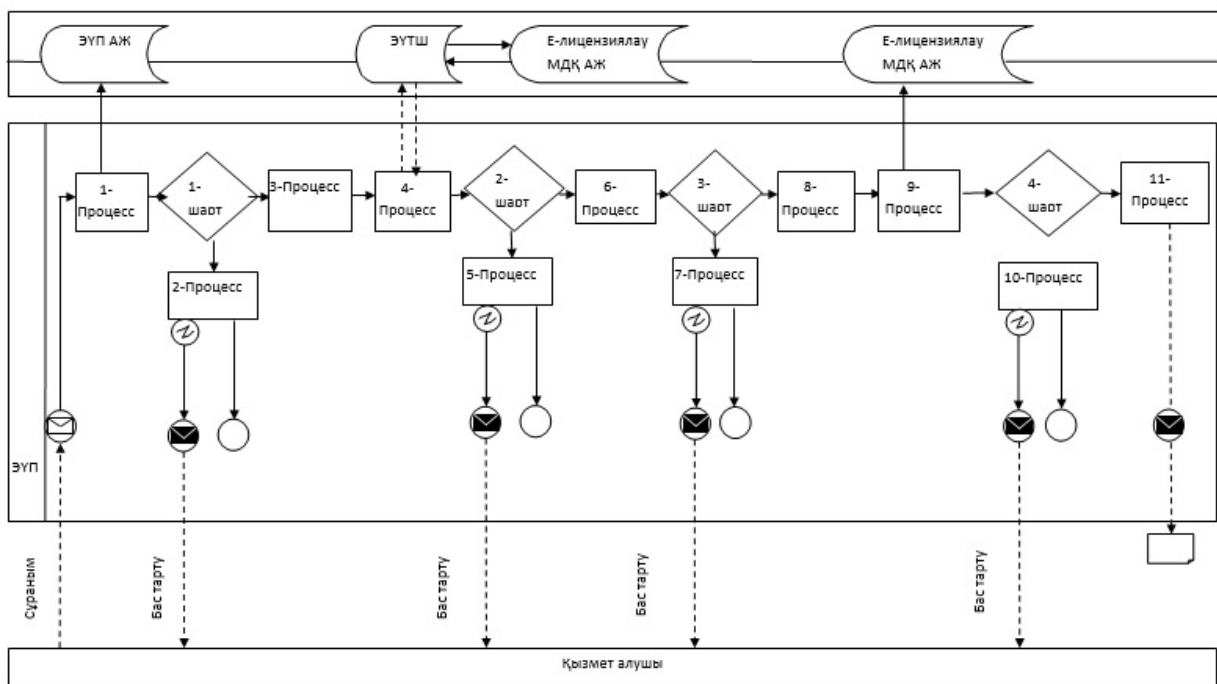 ЭҮП АЖ
ЭҮТШ
Е-лицензиялау
МДҚ АЖ
Е-лицензиялау
МДҚ АЖ
1-
Процесс
1-
шарт
3-Процесс
4-
Процесс
2-
шарт
6-
Процесс
3-
шарт
8-
Процесс
9-
Процесс
4-
шарт
11-
Процесс
2-Процесс
5-Процесс
7-Процесс
10-Процесс
ЭҮП
Сұраным
Бас тарту
Бас тарту
Бас тарту
Бас тарту
Қызмет алушы